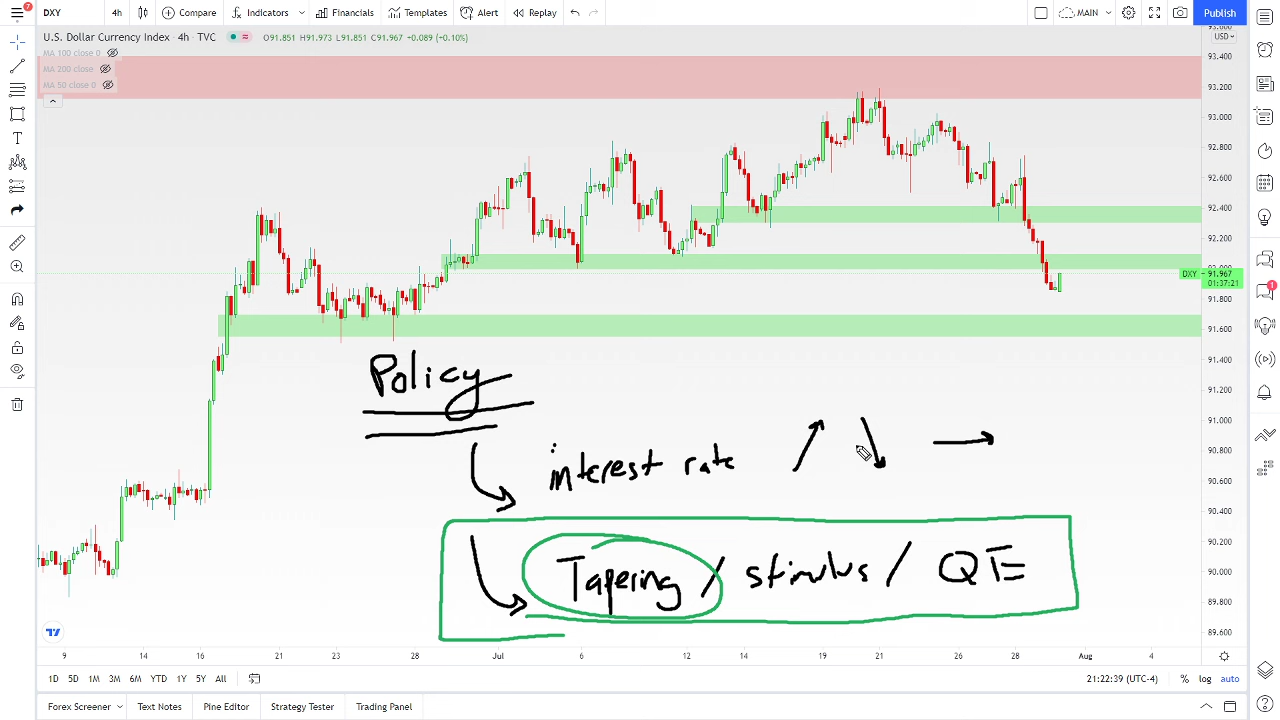 DXY 4h Compare Indicators Financials Templates Alert Replay MAIN Publish
7
U.S. Dollar Currency Index · 4h · TVC O91.851 H91.973 L91.851 C91.967 +0.089 (+0.10%)
USD
MA 100 close 0
MA 200 close 0
MA 50 close 0
93.400
93.200
93.000
92.800
92.600
92.400
92.200
DXY 91.967
01:37:21
91.800
1
91.600
91.400
Policy
91.200
91.000
90.800
interest rate
90.600
90.400
90.200
Tapering / stimulus / QE
90.000
89.800
89.600
9 14 16 21 23 28 Jul 6 12 14 19 21 26 28 Aug 4
1D 5D 1M 3M 6M YTD 1Y 5Y All 21:22:39 (UTC-4) % log auto
Forex Screener Text Notes Pine Editor Strategy Tester Trading Panel